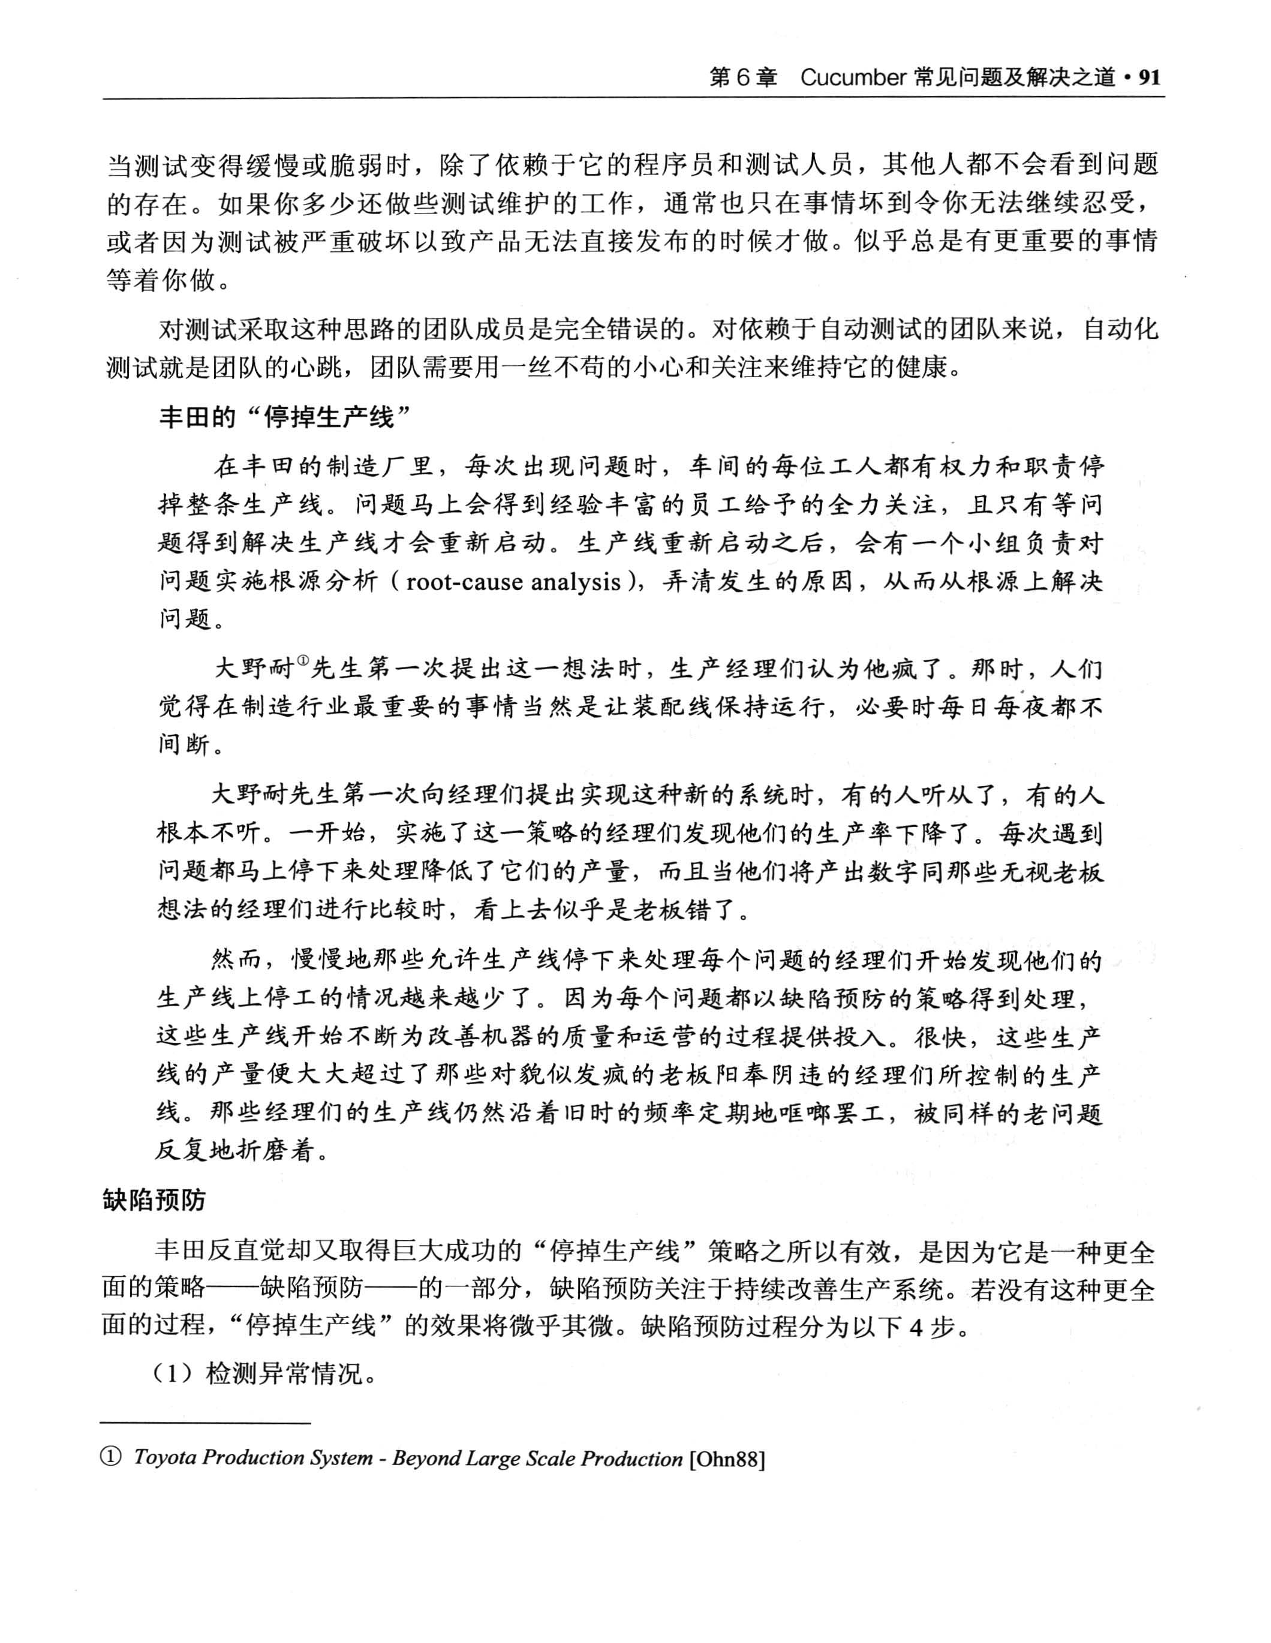 第 6 章　Cucumber 常见问题及解决之道 · 91
当测试变得缓慢或脆弱时，除了依赖于它的程序员和测试人员，其他人都不会看到问题
的存在。如果你多少还做些测试维护的工作，通常也只在事情坏到令你无法继续忍受，
或者因为测试被严重破坏以致产品无法直接发布的时候才做。似乎总是有更重要的事情
等着你做。
对测试采取这种思路的团队成员是完全错误的。对依赖于自动测试的团队来说，自动化
测试就是团队的心跳，团队需要用一丝不苟的小心和关注来维持它的健康。
丰田的“停掉生产线”
在丰田的制造厂里，每次出现问题时，车间的每位工人都有权力和职责停
掉整条生产线。问题马上会得到经验丰富的员工给予的全力关注，且只有等问
题得到解决生产线才会重新启动。生产线重新启动之后，会有一个小组负责对
问题实施根源分析（root-cause analysis），弄清发生的原因，从而从根源上解决
问题。
大野耐①先生第一次提出这一想法时，生产经理们认为他疯了。那时，人们
觉得在制造行业最重要的事情当然是让装配线保持运行，必要时每日每夜都不
间断。
大野耐先生第一次向经理们提出实现这种新的系统时，有的人听从了，有的人
根本不听。一开始，实施了这一策略的经理们发现他们的生产率下降了。每次遇到
问题都马上停下来处理降低了它们的产量，而且当他们将产出数字同那些无视老板
想法的经理们进行比较时，看上去似乎是老板错了。
然而，慢慢地那些允许生产线停下来处理每个问题的经理们开始发现他们的
生产线上停工的情况越来越少了。因为每个问题都以缺陷预防的策略得到处理，
这些生产线开始不断为改善机器的质量和运营的过程提供投入。很快，这些生产
线的产量便大大超过了那些对貌似发疯的老板阳奉阴违的经理们所控制的生产
线。那些经理们的生产线仍然沿着旧时的频率定期地哐啷罢工，被同样的老问题
反复地折磨着。
缺陷预防
丰田反直觉却又取得巨大成功的“停掉生产线”策略之所以有效，是因为它是一种更全
面的策略——缺陷预防——的一部分，缺陷预防关注于持续改善生产系统。若没有这种更全
面的过程，“停掉生产线”的效果将微乎其微。缺陷预防过程分为以下 4 步。
（1）检测异常情况。
① Toyota Production System - Beyond Large Scale Production [Ohn88]